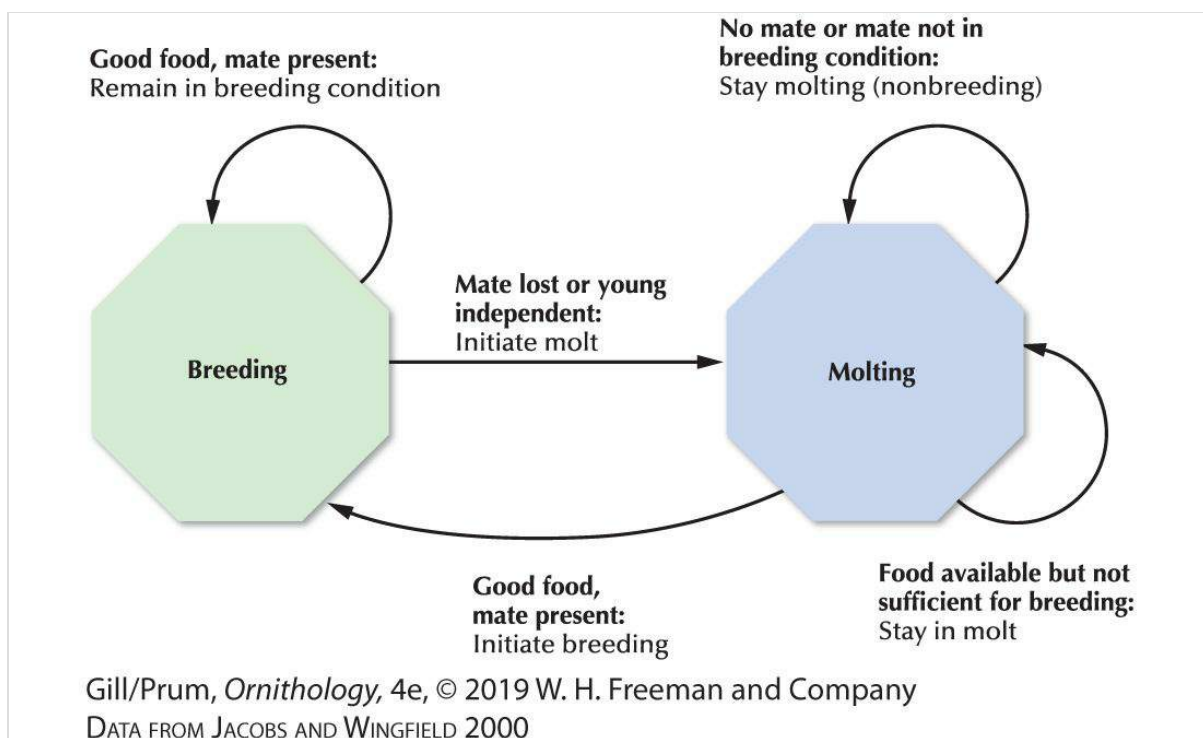 Good food, mate present:
Remain in breeding condition
No mate or mate not in
breeding condition:
Stay molting (nonbreeding)
Mate lost or young
independent:
Initiate molt
Breeding
Molting
Good food,
mate present:
Initiate breeding
Food available but not
sufficient for breeding:
Stay in molt
Gill/Prum, Ornithology, 4e, © 2019 W. H. Freeman and Company
DATA FROM JACOBS AND WINGFIELD 2000